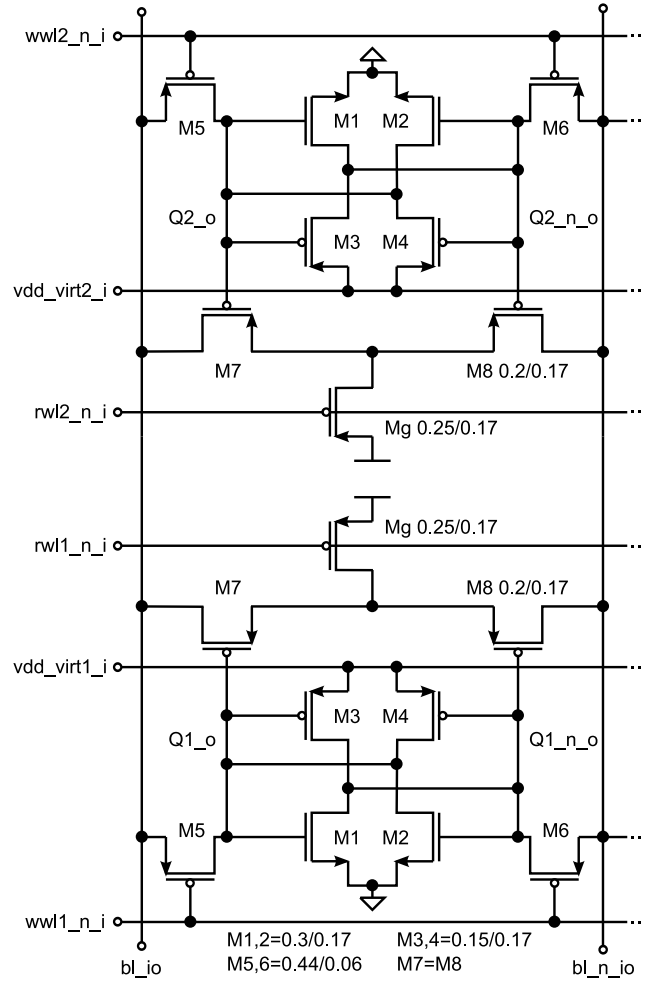 wwl2_n_i
M5 M1 M2 M6
Q2_o M3 M4 Q2_n_o
vdd_virt2_i
M7 M8 0.2/0.17
rwl2_n_i
Mg 0.25/0.17
Mg 0.25/0.17
rwl1_n_i
M7 M8 0.2/0.17
vdd_virt1_i
Q1_o M3 M4 Q1_n_o
M5 M1 M2 M6
wwl1_n_i
M1,2=0.3/0.17 M3,4=0.15/0.17
bl_io M5,6=0.44/0.06 M7=M8 bl_n_io